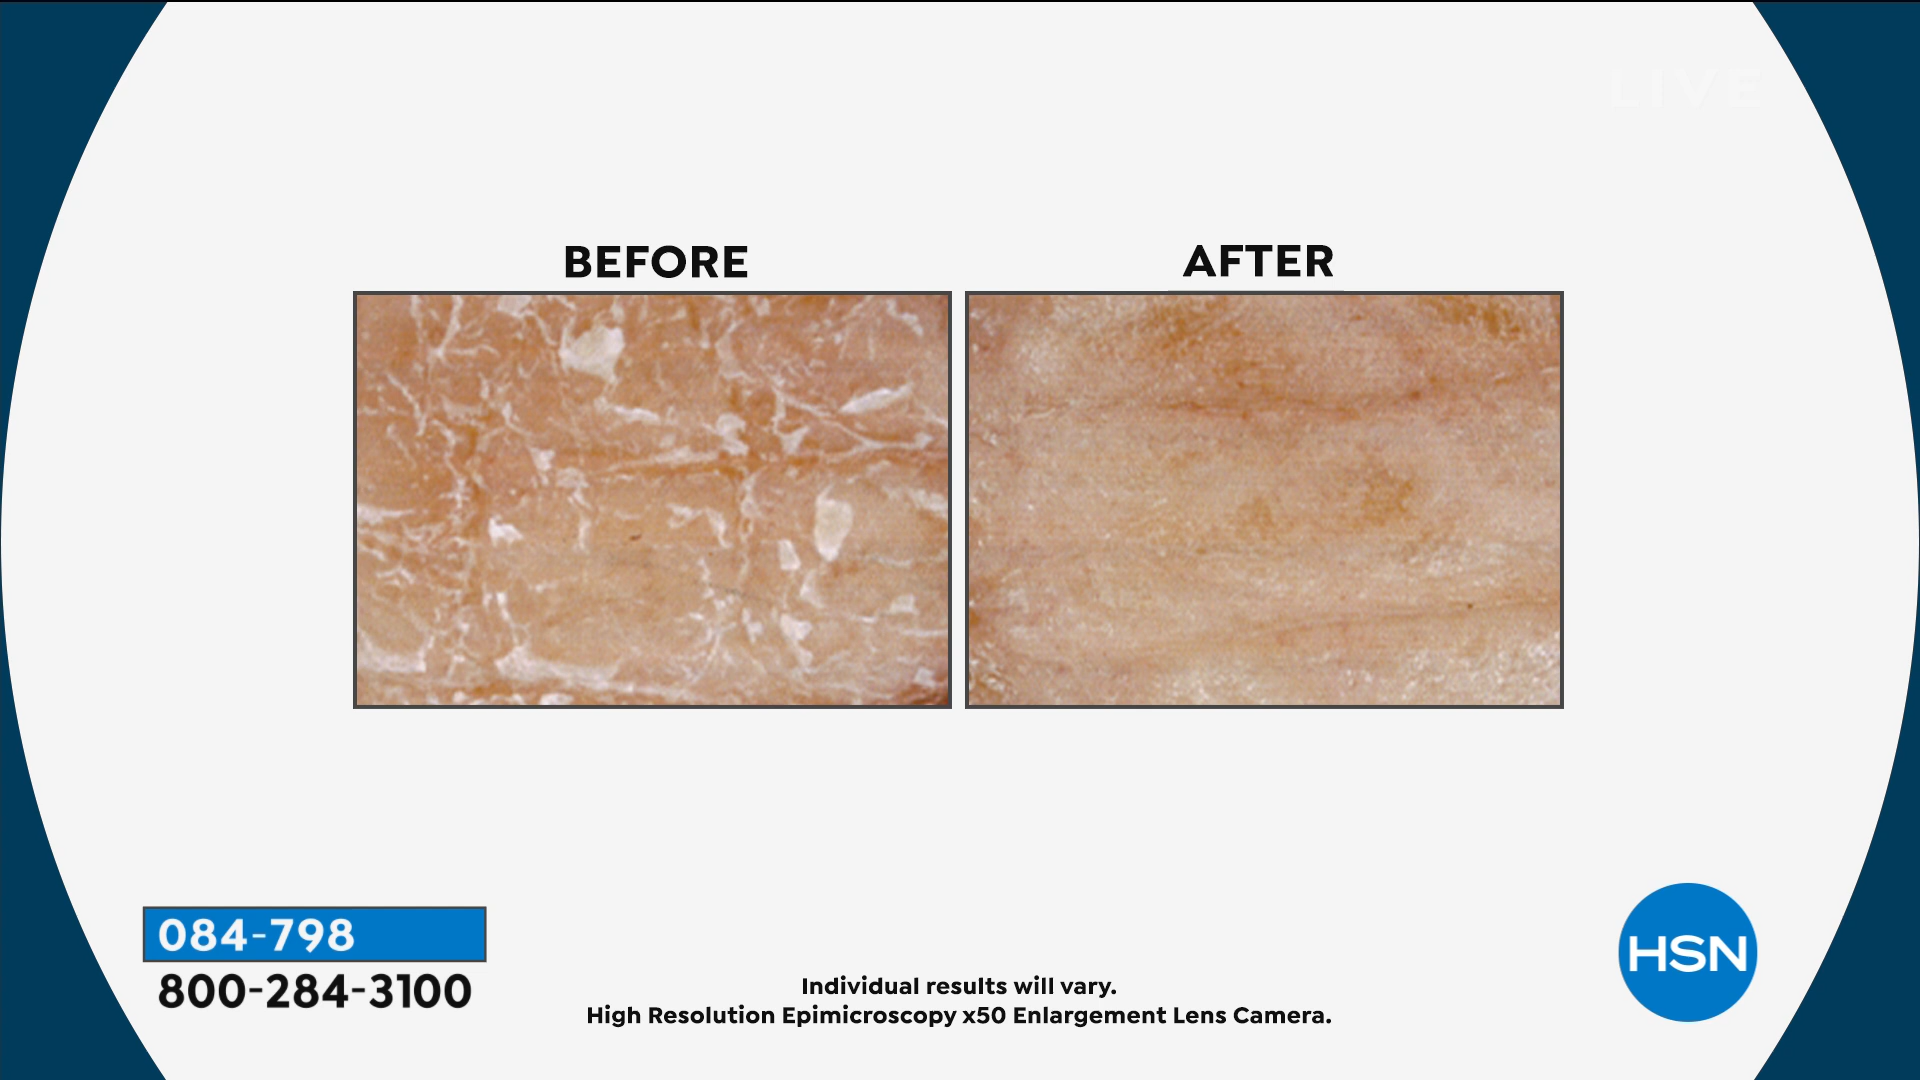 LIVE
BEFORE
AFTER
084-798
800-284-3100
Individual results will vary.
High Resolution Epimicroscopy x50 Enlargement Lens Camera.
HSN